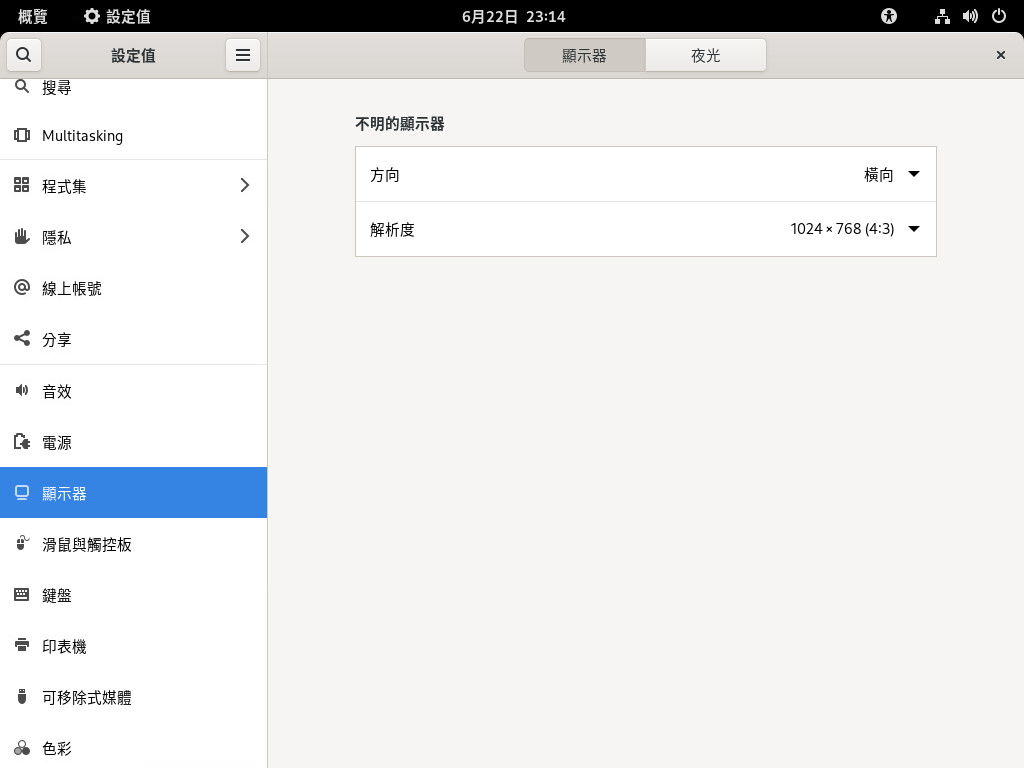 概覽 設定值 6月22日 23:14
設定值 顯示器 夜光
搜尋
Multitasking
程式集
隱私
線上帳號
分享
音效
電源
顯示器
滑鼠與觸控板
鍵盤
印表機
可移除式媒體
色彩
不明的顯示器
方向 橫向
解析度 1024 × 768 (4∶3)